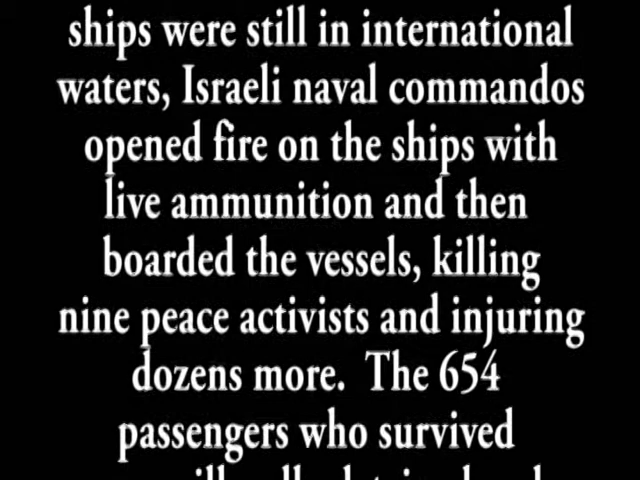 ships were still in international
waters, Israeli naval commandos
opened fire on the ships with
live ammunition and then
boarded the vessels, killing
nine peace activists and injuring
dozens more. The 654
passengers who survived